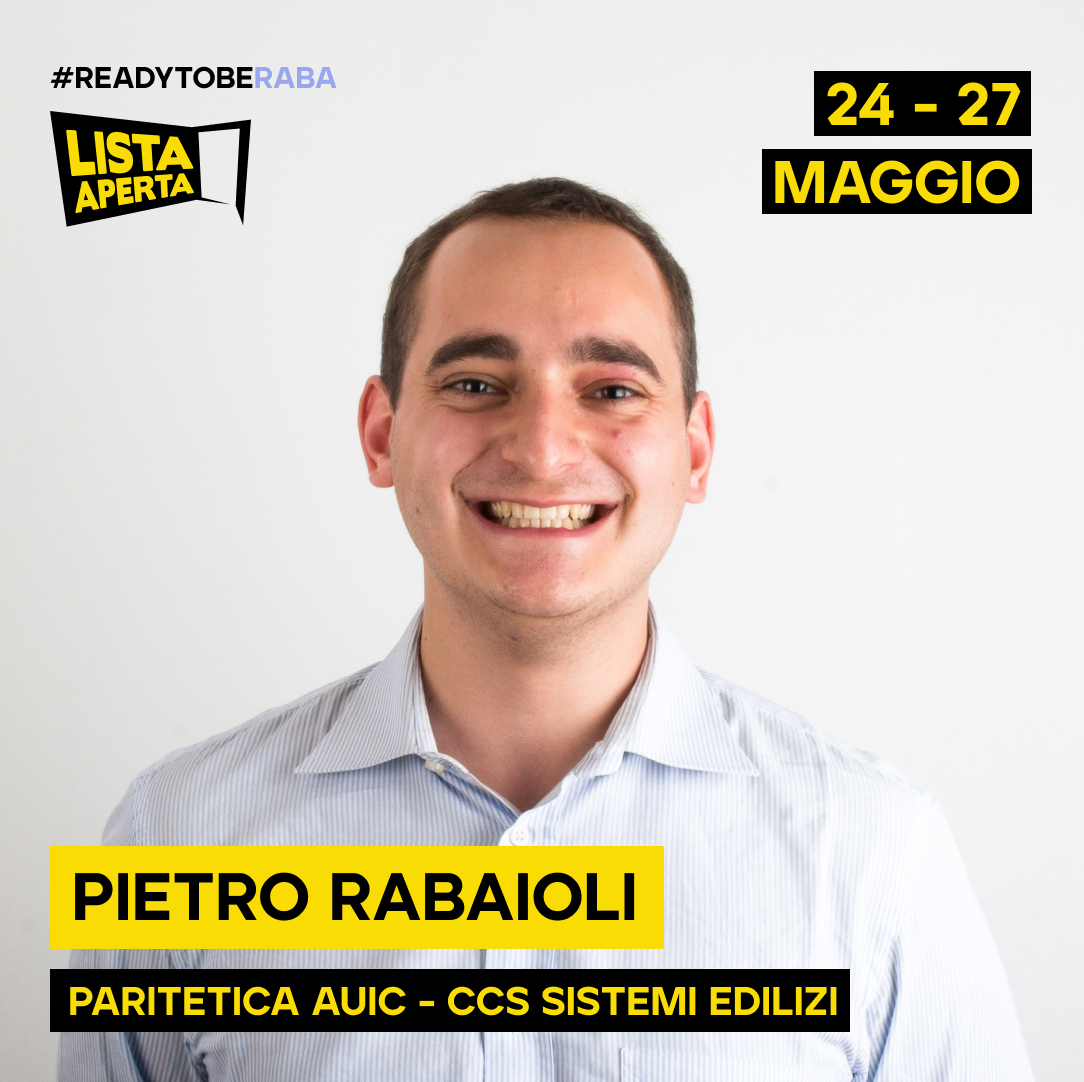 #READYTOBERABA
LISTA
APERTA
24 - 27
MAGGIO
PIETRO RABAIOLI
PARITETICA AUIC - CCS SISTEMI EDILIZI